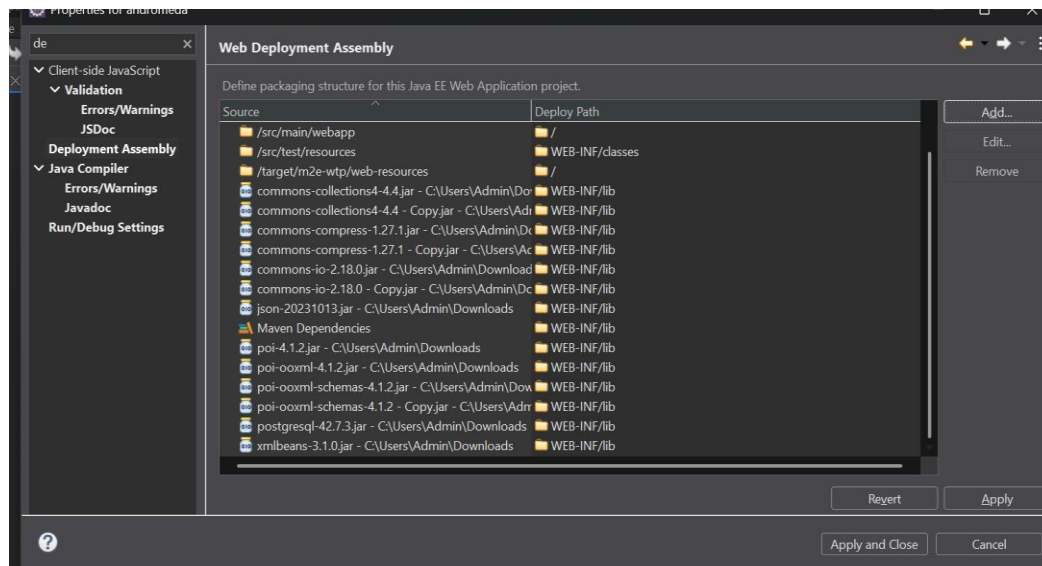 Properties for andromeda
de
Web Deployment Assembly
Client-side JavaScript
Validation
Errors/Warnings
JSDoc
Deployment Assembly
Java Compiler
Errors/Warnings
Javadoc
Run/Debug Settings
Define packaging structure for this Java EE Web Application project.
Source Deploy Path
/src/main/webapp /
/src/test/resources WEB-INF/classes
/target/m2e-wtp/web-resources /
commons-collections4-4.4.jar - C:\Users\Admin\Do WEB-INF/lib
commons-collections4-4.4 - Copy.jar - C:\Users\Ad WEB-INF/lib
commons-compress-1.27.1.jar - C:\Users\Admin\Dc WEB-INF/lib
commons-compress-1.27.1 - Copy.jar - C:\Users\Ac WEB-INF/lib
commons-io-2.18.0.jar - C:\Users\Admin\Download WEB-INF/lib
commons-io-2.18.0 - Copy.jar - C:\Users\Admin\Dc WEB-INF/lib
json-20231013.jar - C:\Users\Admin\Downloads WEB-INF/lib
Maven Dependencies WEB-INF/lib
poi-4.1.2.jar - C:\Users\Admin\Downloads WEB-INF/lib
poi-ooxml-4.1.2.jar - C:\Users\Admin\Downloads WEB-INF/lib
poi-ooxml-schemas-4.1.2.jar - C:\Users\Admin\Dow WEB-INF/lib
poi-ooxml-schemas-4.1.2 - Copy.jar - C:\Users\Adm WEB-INF/lib
postgresql-42.7.3.jar - C:\Users\Admin\Downloads WEB-INF/lib
xmlbeans-3.1.0.jar - C:\Users\Admin\Downloads WEB-INF/lib
Add...
Edit...
Remove
Revert Apply
Apply and Close Cancel